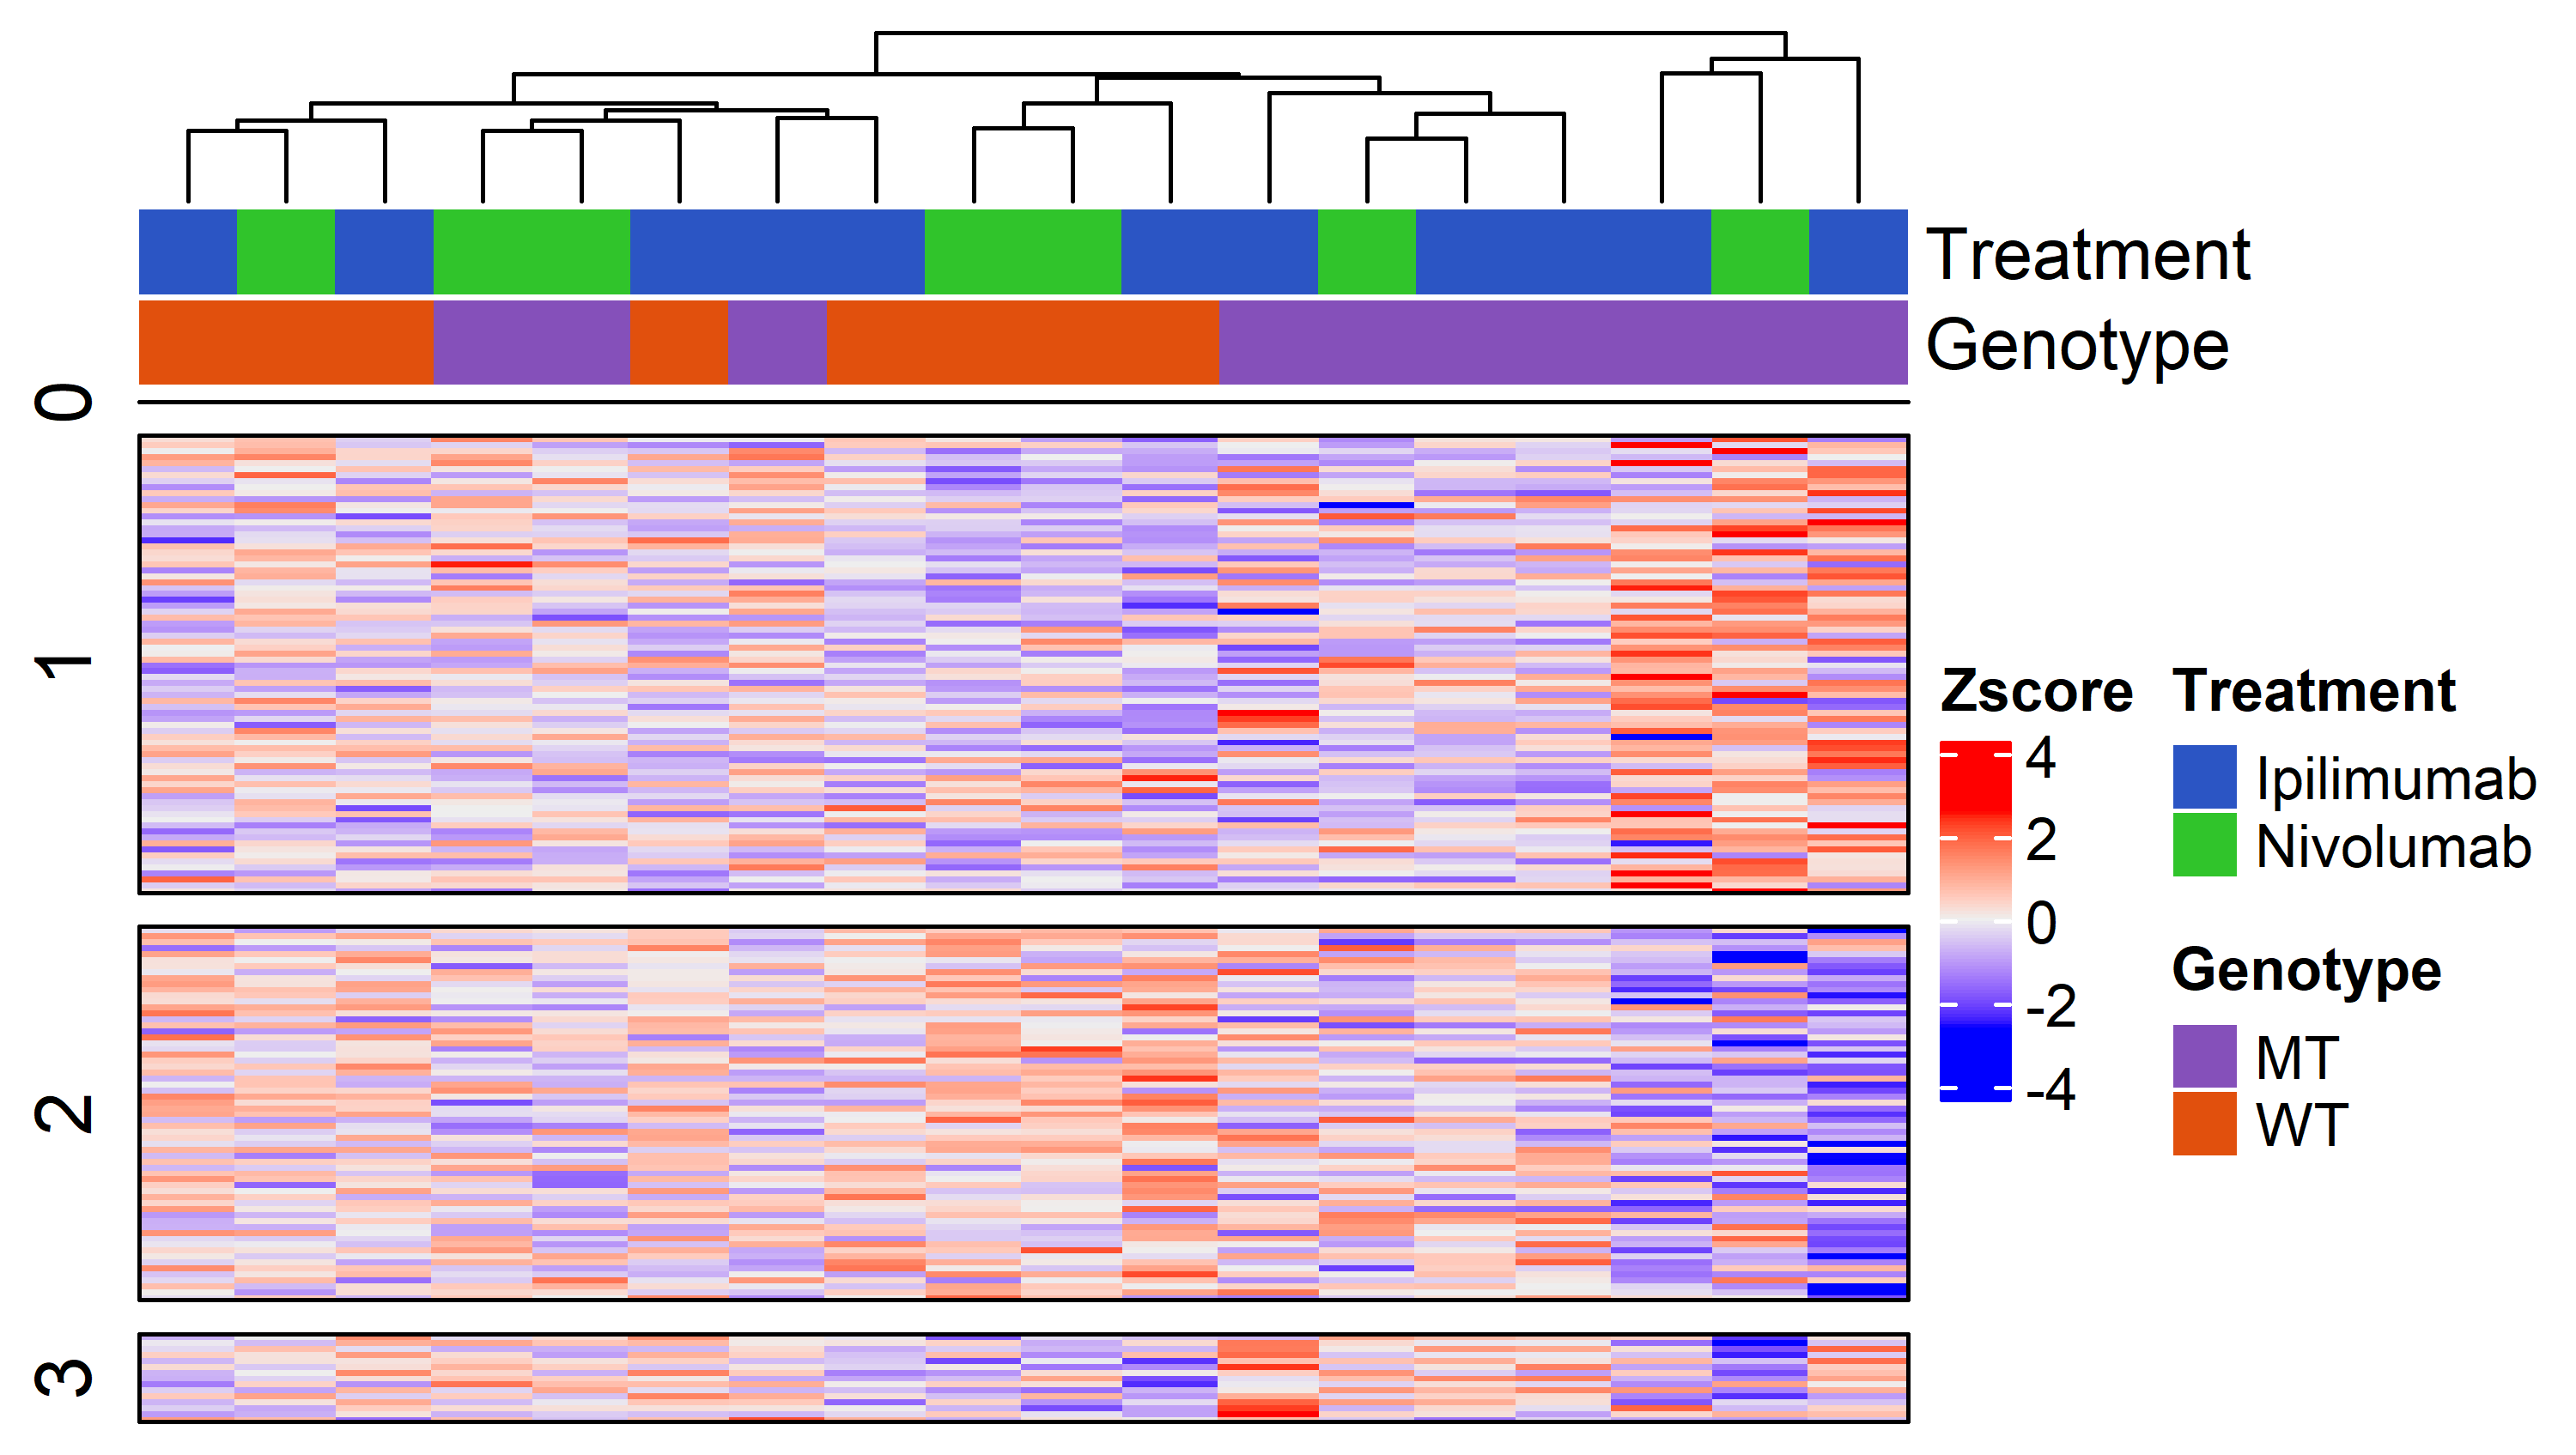 Treatment
Genotype
0
1
2
3
Zscore
4
2
0
-2
-4
Treatment
Ipilimumab
Nivolumab
Genotype
MT
WT